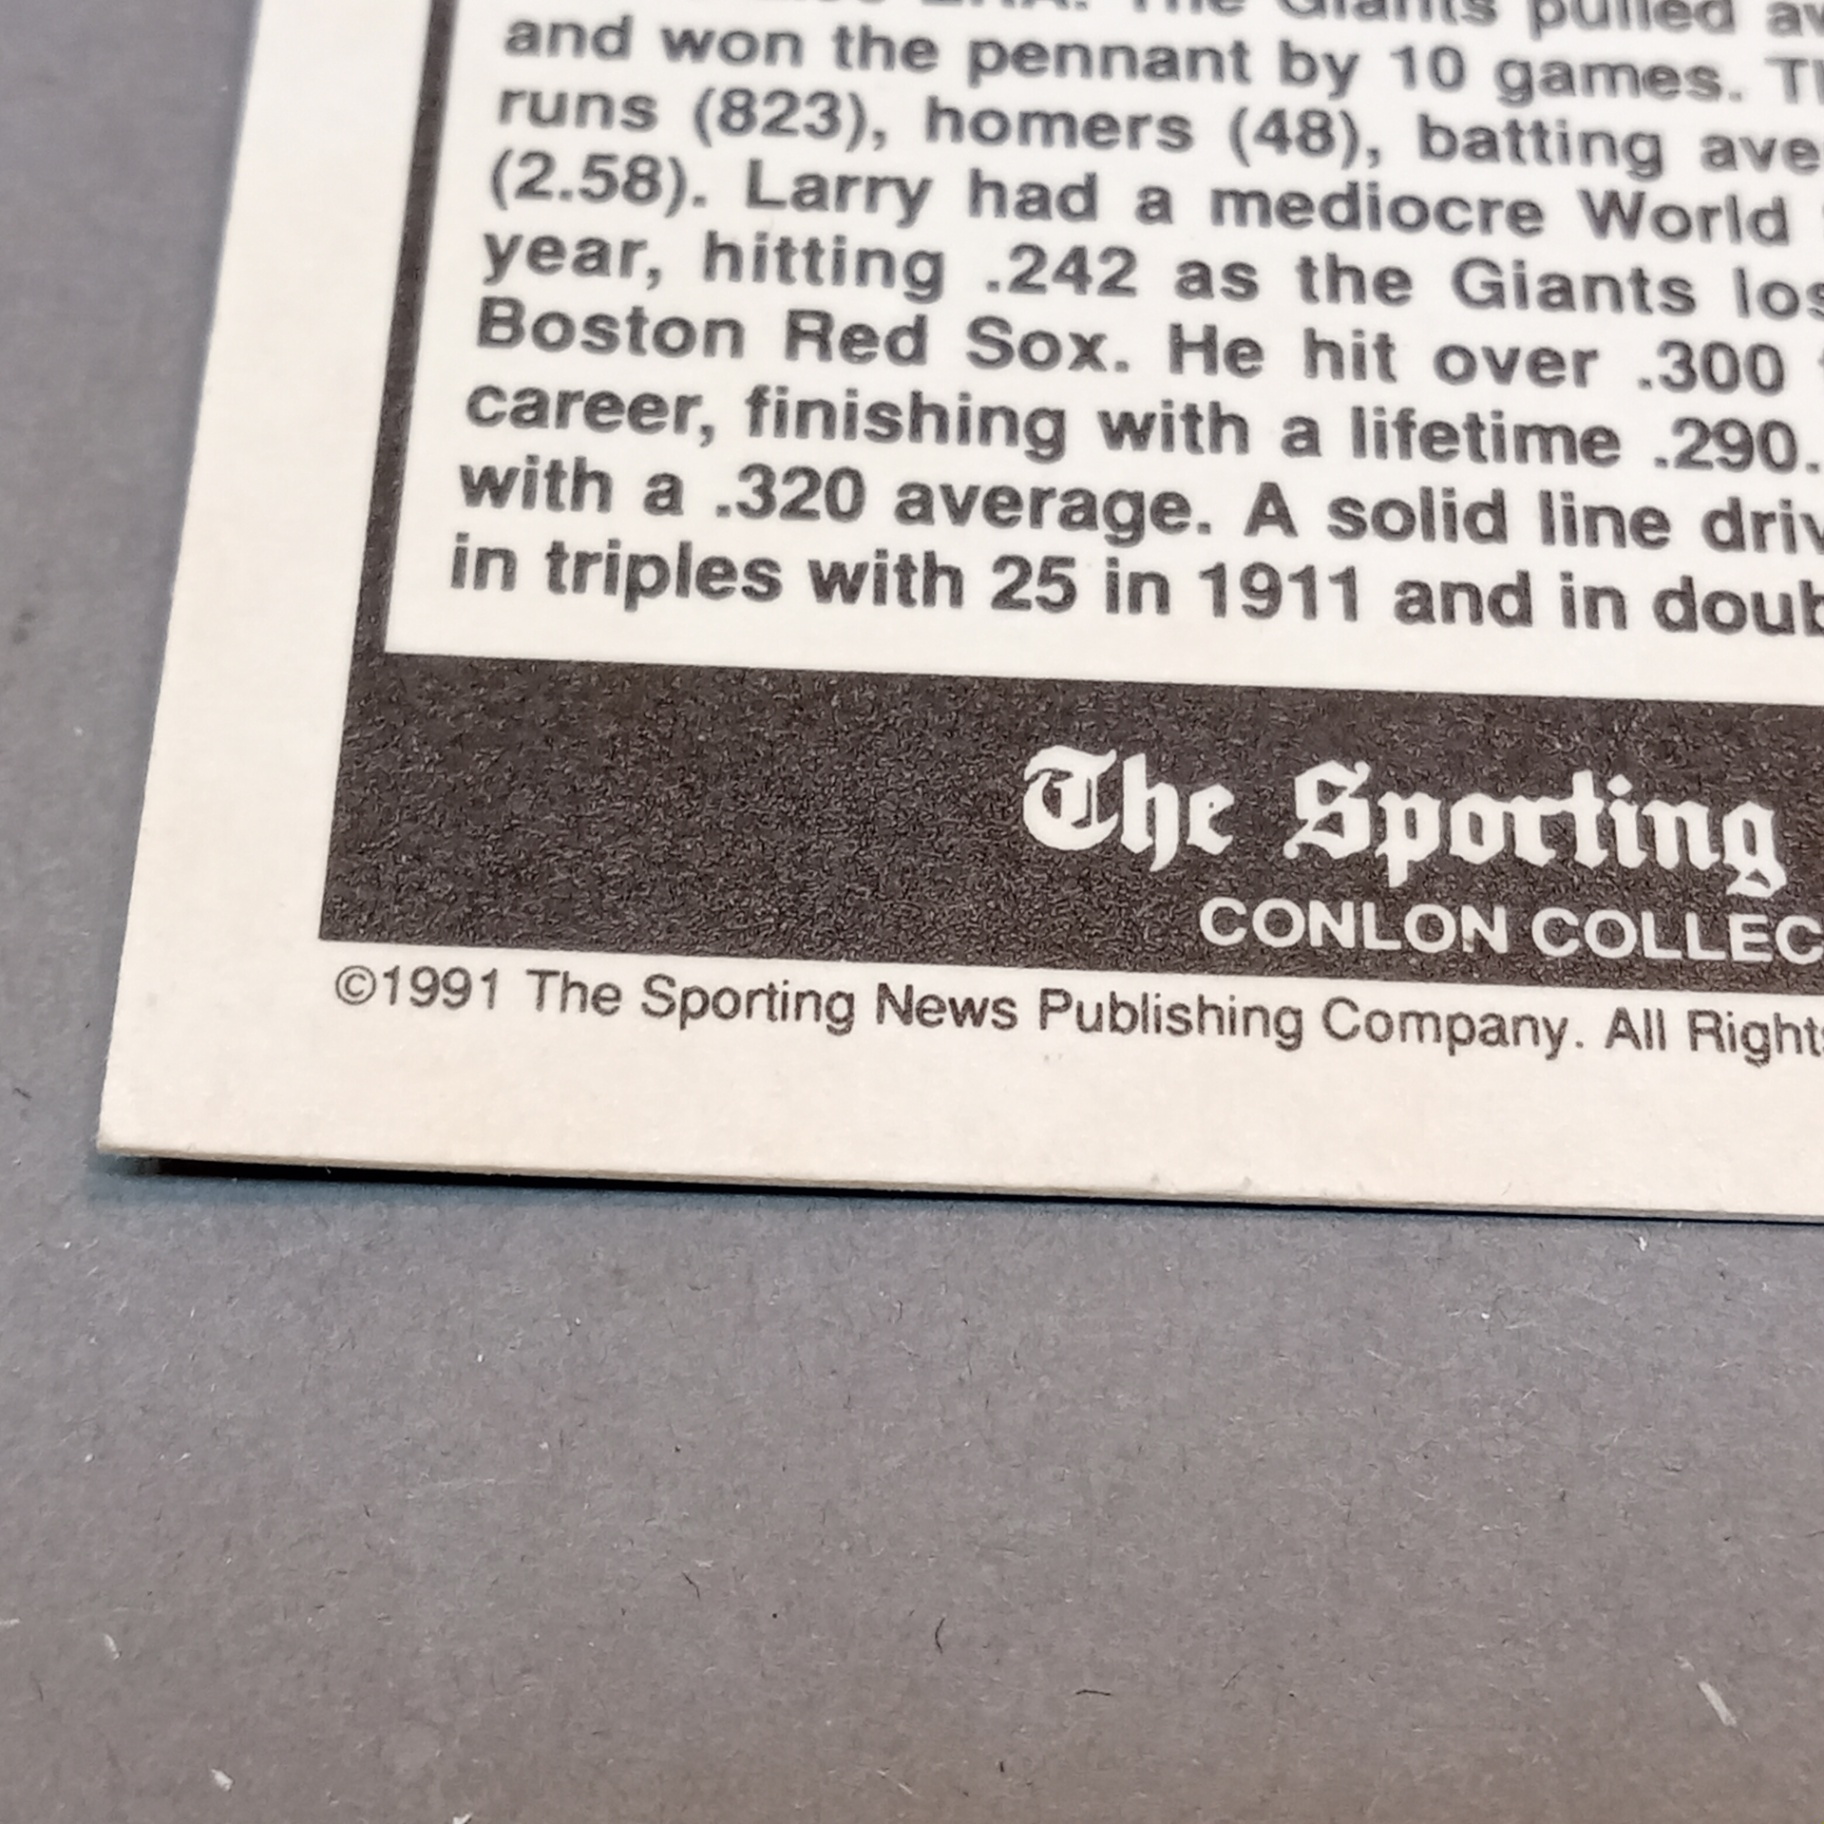 The Giants pulled
and won the pennant by 10 games.
runs (823), homers (48), batting
(2.58). Larry had a mediocre World
year, hitting .242 as the Giants
Boston Red Sox. He hit over .300
career, finishing with a lifetime .290.
with a .320 average. A solid line
in triples with 25 in 1911 and in
The Sporting
CONLON
©1991 The Sporting News Publishing Company. All